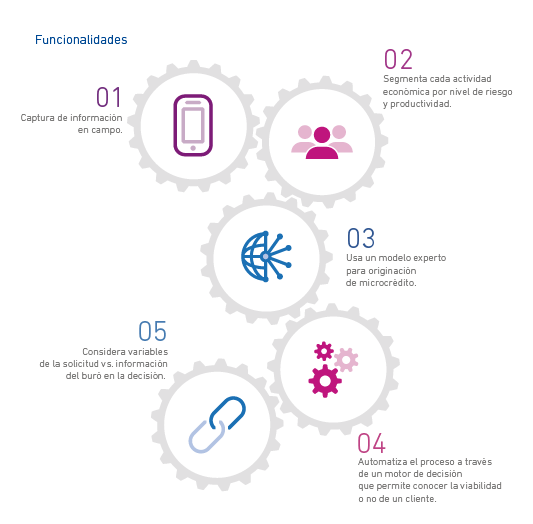 Funcionalidades
01
Captura de información
en campo.
02
Segmenta cada actividad
económica por nivel de riesgo
y productividad.
03
Usa un modelo experto
para originación
de microcrédito.
04
Automatiza el proceso a través
de un motor de decisión
que permite conocer la viabilidad
o no de un cliente.
05
Considera variables
de la solicitud vs. información
del buró en la decisión.